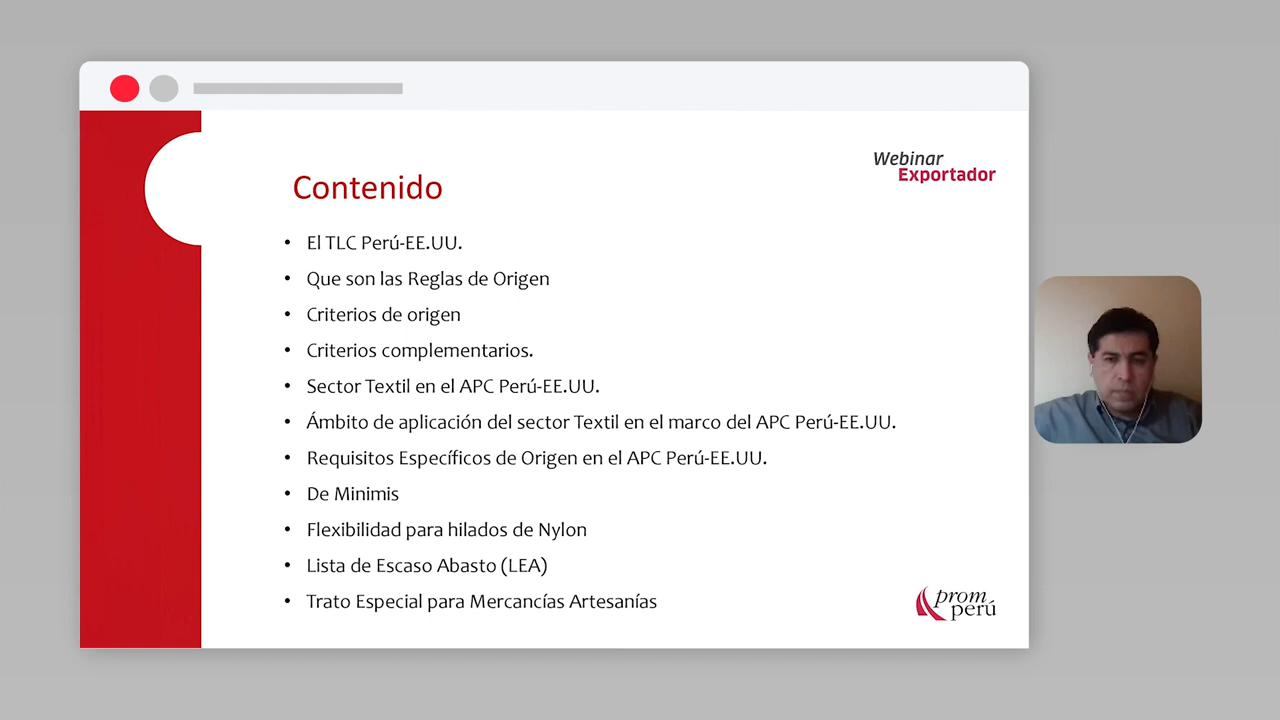 Webinar
Exportador
Contenido
• El TLC Perú-EE.UU.
• Que son las Reglas de Origen
• Criterios de origen
• Criterios complementarios.
• Sector Textil en el APC Perú-EE.UU.
• Ámbito de aplicación del sector Textil en el marco del APC Perú-EE.UU.
• Requisitos Específicos de Origen en el APC Perú-EE.UU.
• De Minimis
• Flexibilidad para hilados de Nylon
• Lista de Escaso Abasto (LEA)
• Trato Especial para Mercancías Artesanías
prom
perú